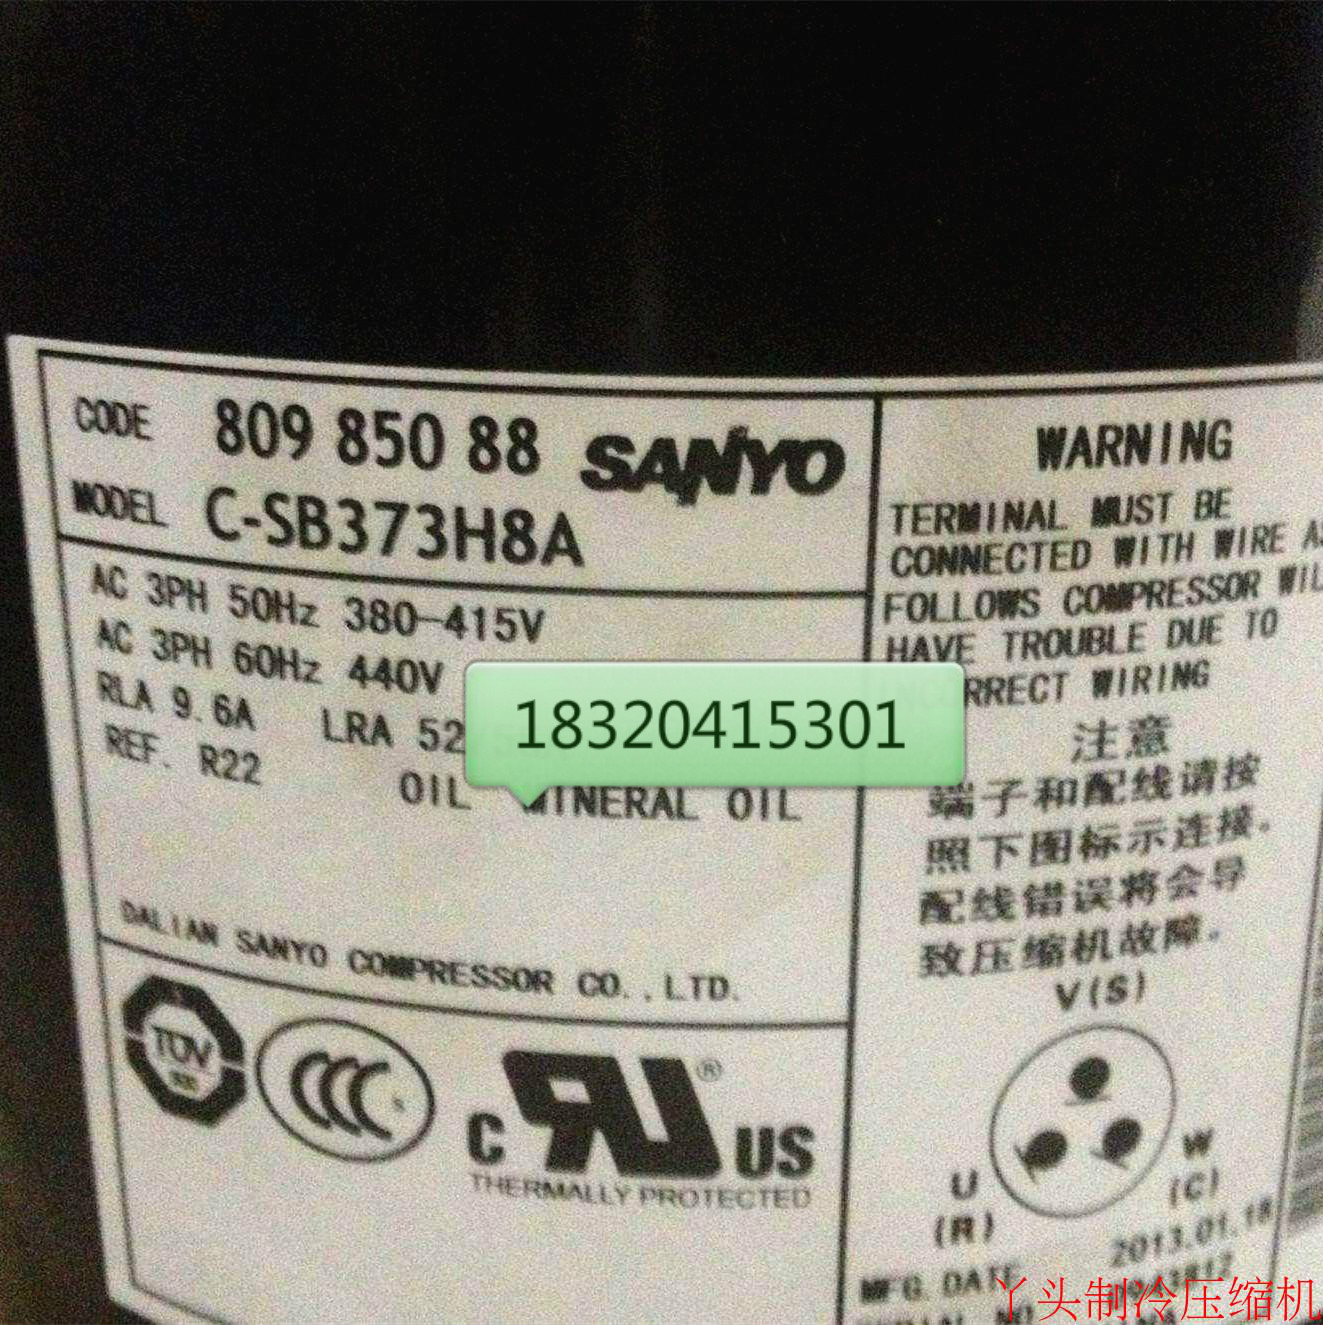 CODE 809 850 88 SANYO
MODEL C-SB373H8A
AC 3PH 50Hz 380-415V
AC 3PH 60Hz 440V
RLA 9.6A LRA 52
REF. R22 OIL MINERAL OIL
18320415301
DALIAN SANYO COMPRESSOR CO.,LTD.
TÜV
CCC S
C UL ® US
THERMALLY PROTECTED
WARNING
TERMINAL MUST BE
CONNECTED WITH WIRE AS
FOLLOWS COMPRESSOR WIL
HAVE TROUBLE DUE TO
RRECT WIRING
注意
端子和配线请按
照下图标示连接.
配线错误将会导
致压缩机故障.
V(S)
U
(R)
W
(C)
MFG. DATE 2013.01.18
丫头制冷压缩机